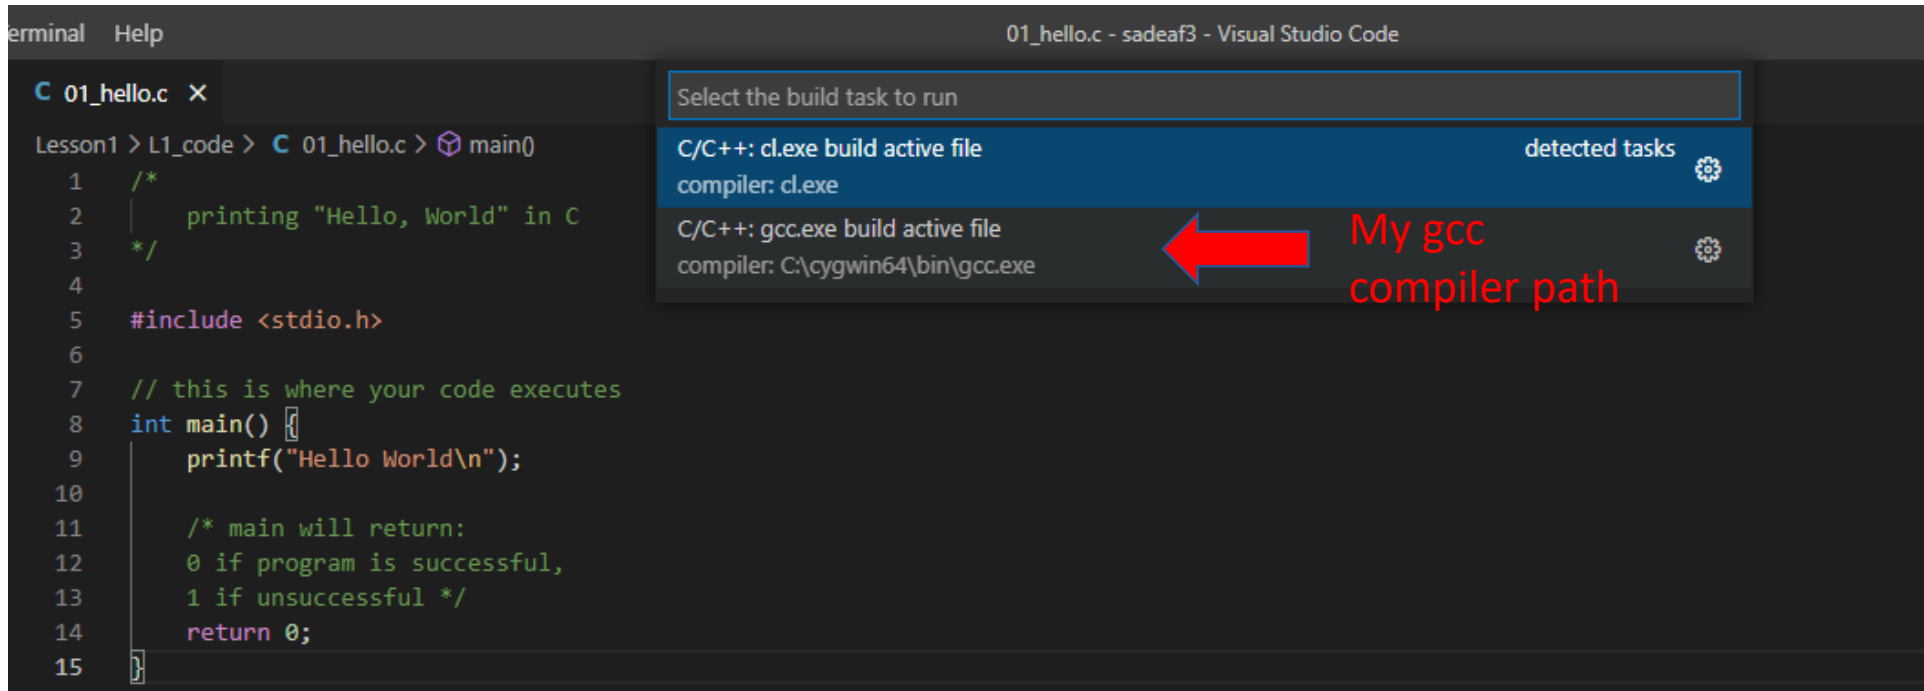 erminal Help
01_hello.c - sadeaf3 - Visual Studio Code
C 01_hello.c ×
Select the build task to run
C/C++: cl.exe build active file detected tasks
compiler: cl.exe
C/C++: gcc.exe build active file
compiler: C:\cygwin64\bin\gcc.exe
My gcc
compiler path
Lesson1 > L1_code > C 01_hello.c > main()
1 /*
2     printing "Hello, World" in C
3 */
4
5 #include <stdio.h>
6
7 // this is where your code executes
8 int main() {
9     printf("Hello World\n");
10
11     /* main will return:
12     0 if program is successful,
13     1 if unsuccessful */
14     return 0;
15 }